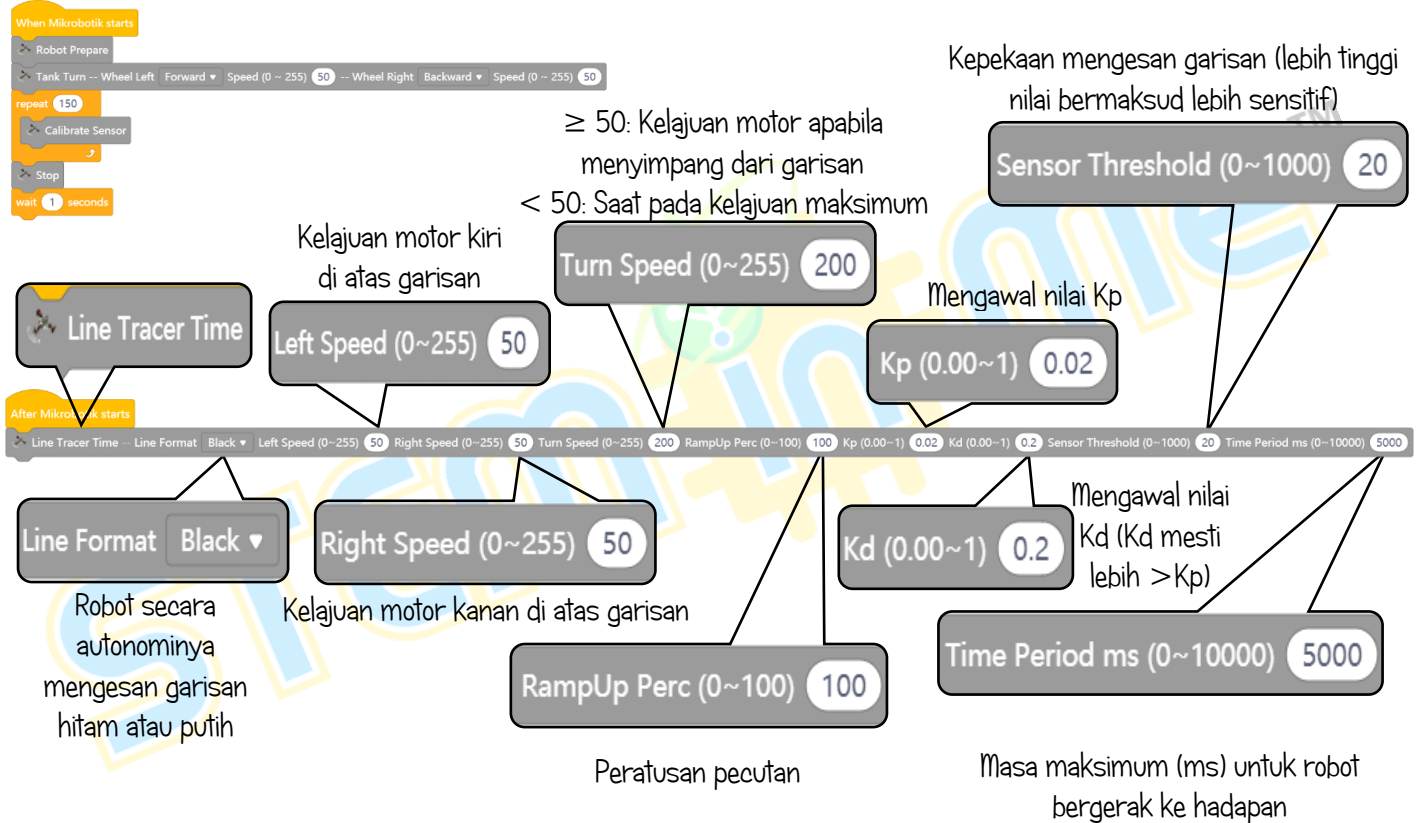 When Mikrobotik starts
Robot Prepare
Tank Turn -- Wheel Left Forward ▾ Speed (0 ~ 255) 50 -- Wheel Right Backward ▾ Speed (0 ~ 255) 50
repeat 150
Calibrate Sensor
Stop
wait 1 seconds
Kepekaan mengesan garisan (lebih tinggi
nilai bermaksud lebih sensitif)
Sensor Threshold (0~1000) 20
≥ 50: Kelajuan motor apabila
menyimpang dari garisan
< 50: Saat pada kelajuan maksimum
Turn Speed (0~255) 200
Kelajuan motor kiri
di atas garisan
Left Speed (0~255) 50
Line Tracer Time
Mengawal nilai Kp
Kp (0.00~1) 0.02
After Mikrobotik starts
Line Tracer Time -- Line Format Black ▾ Left Speed (0~255) 50 Right Speed (0~255) 50 Turn Speed (0~255) 200 RampUp Perc (0~100) 100 Kp (0.00~1) 0.02 Kd (0.00~1) 0.2 Sensor Threshold (0~1000) 20 Time Period ms (0~10000) 5000
Line Format Black ▾
Robot secara
autonominya
mengesan garisan
hitam atau putih
Right Speed (0~255) 50
Kelajuan motor kanan di atas garisan
RampUp Perc (0~100) 100
Peratusan pecutan
Kd (0.00~1) 0.2
Mengawal nilai
Kd (Kd mesti
lebih >Kp)
Time Period ms (0~10000) 5000
Masa maksimum (ms) untuk robot
bergerak ke hadapan
STEM-in-me
TM